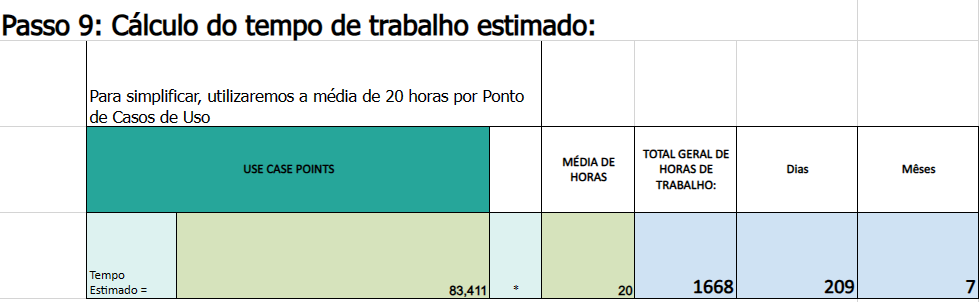 Passo 9: Cálculo do tempo de trabalho estimado:
Para simplificar, utilizaremos a média de 20 horas por Ponto
de Casos de Uso
USE CASE POINTS
MÉDIA DE
HORAS
TOTAL GERAL DE
HORAS DE
TRABALHO:
Dias
Mêses
Tempo
Estimado =
83,411
*
20
1668
209
7